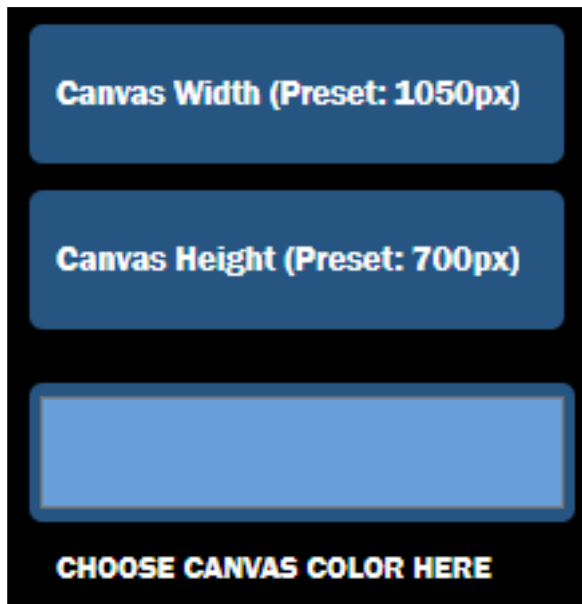 Canvas Width (Preset: 1050px)
Canvas Height (Preset: 700px)
CHOOSE CANVAS COLOR HERE